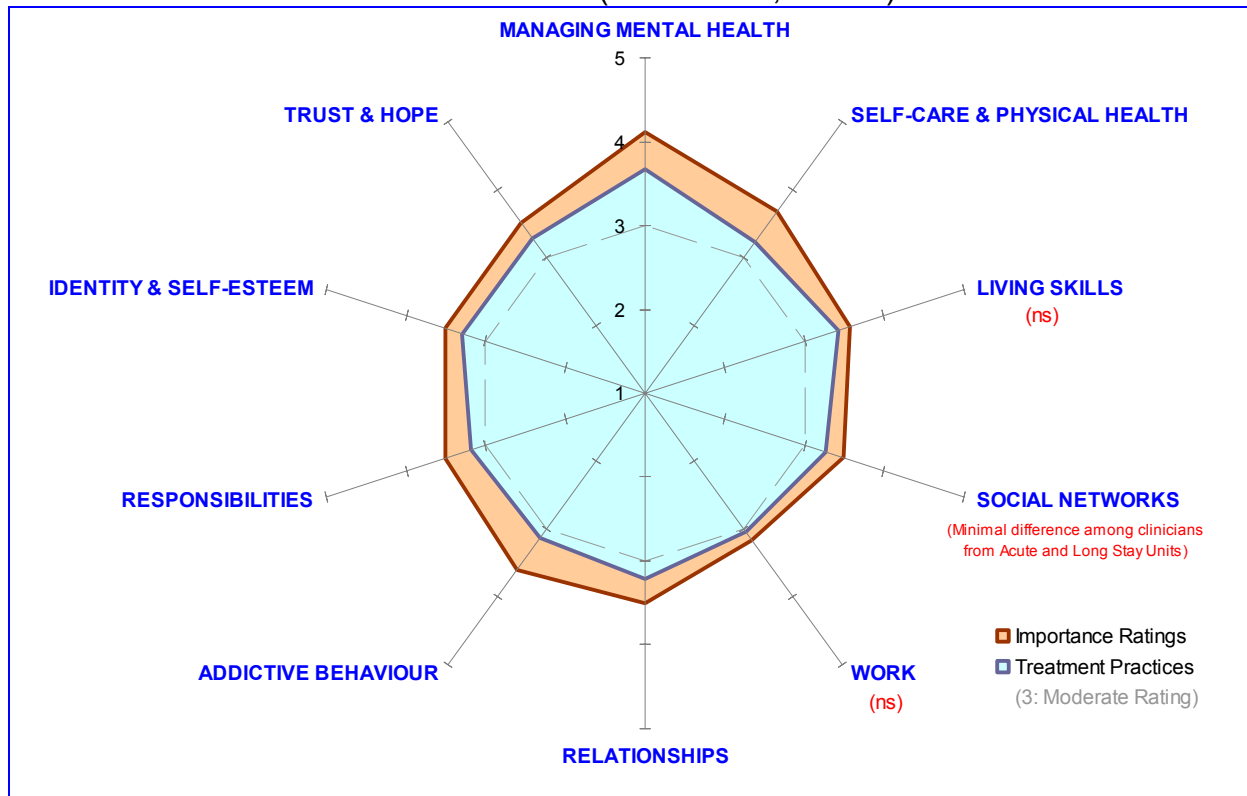 MANAGING MENTAL HEALTH
5
TRUST & HOPE
SELF-CARE & PHYSICAL HEALTH
4
3
IDENTITY & SELF-ESTEEM
LIVING SKILLS
(ns)
2
1
RESPONSIBILITIES
SOCIAL NETWORKS
(Minimal difference among clinicians
from Acute and Long Stay Units)
Importance Ratings
Treatment Practices
(3: Moderate Rating)
ADDICTIVE BEHAVIOUR
WORK
(ns)
RELATIONSHIPS